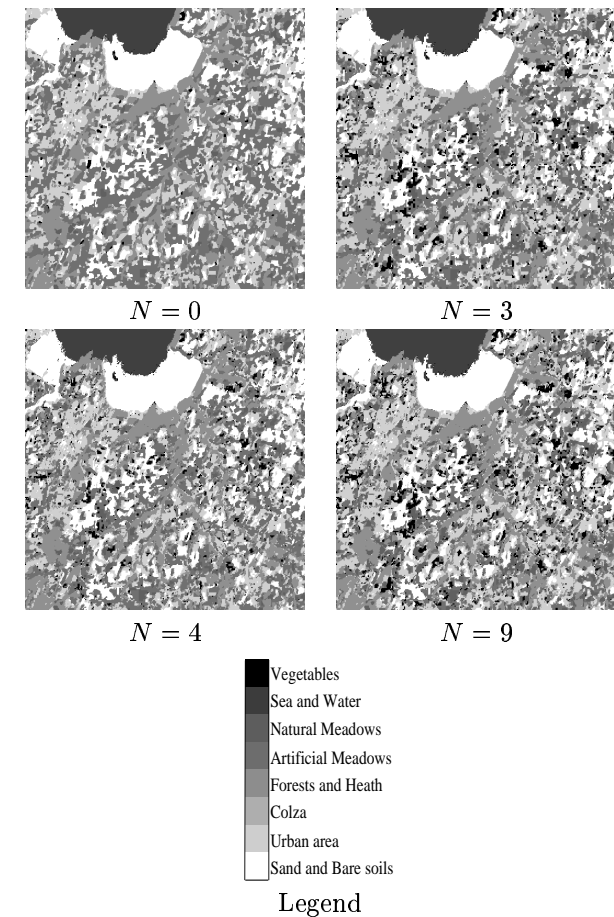 N = 0
N = 3
N = 4
N = 9
Vegetables
Sea and Water
Natural Meadows
Artificial Meadows
Forests and Heath
Colza
Urban area
Sand and Bare soils
Legend